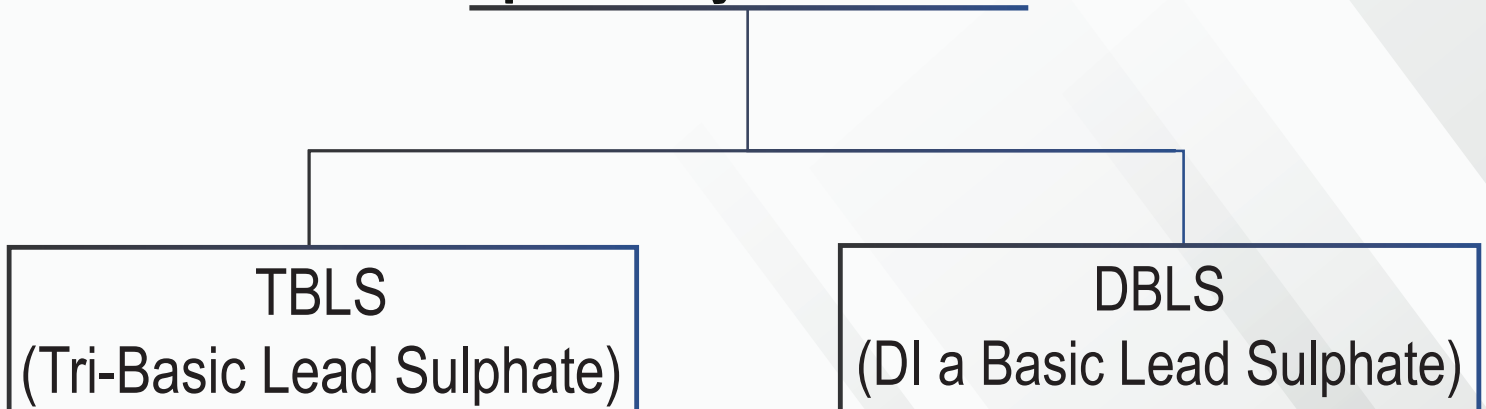 TBLS
(Tri-Basic Lead Sulphate)
DBLS
(DI a Basic Lead Sulphate)